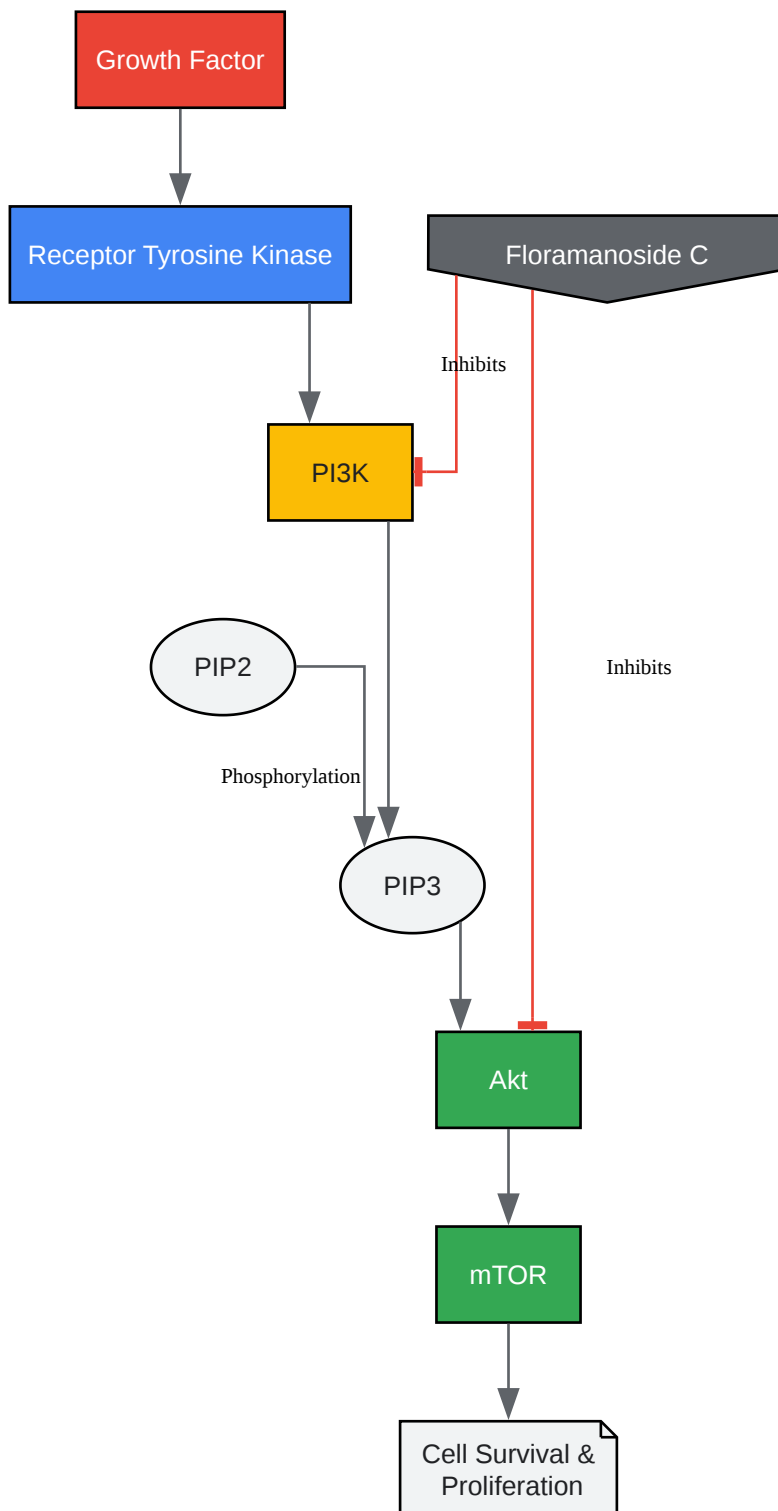 Growth Factor
Receptor Tyrosine Kinase
Floramanoside C
Inhibits
PI3K
PIP2
Inhibits
Phosphorylation
PIP3
Akt
mTOR
Cell Survival &
Proliferation